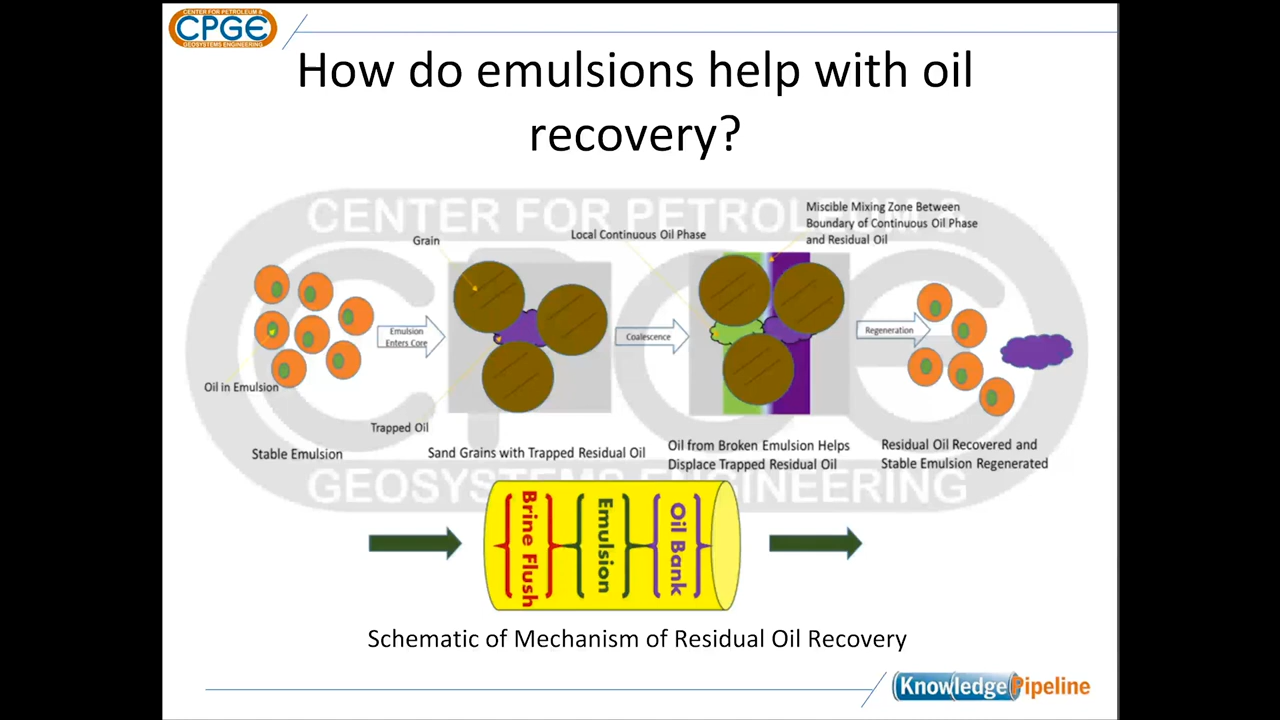 CENTER FOR PETROLEUM &
CPGE
GEOSYSTEMS ENGINEERING
How do emulsions help with oil
recovery?
CENTER FOR PETROLEUM &
CPGE
GEOSYSTEMS ENGINEERING
Miscible Mixing Zone Between
Boundary of Continuous Oil Phase
and Residual Oil
Local Continuous Oil Phase
Grain
Emulsion
Enters Core
Coalescence
Regeneration
Oil in Emulsion
Trapped Oil
Stable Emulsion
Sand Grains with Trapped Residual Oil
Oil from Broken Emulsion Helps
Displace Trapped Residual Oil
Residual Oil Recovered and
Stable Emulsion Regenerated
Brine Flush
Emulsion
Oil Bank
Schematic of Mechanism of Residual Oil Recovery
Knowledge Pipeline